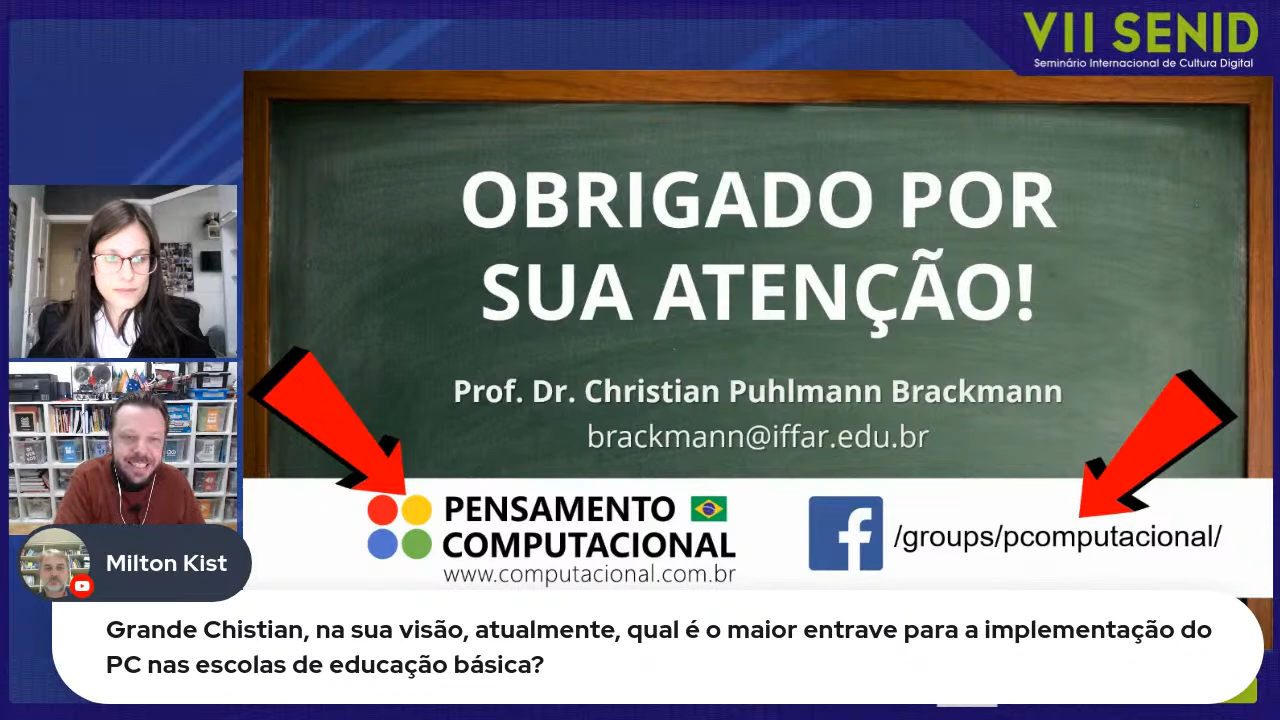 VII SENID
Seminário Internacional de Cultura Digital
OBRIGADO POR
SUA ATENÇÃO!
Prof. Dr. Christian Puhlmann Brackmann
brackmann@iffar.edu.br
PENSAMENTO
COMPUTACIONAL
www.computacional.com.br
f
/groups/pcomputacional/
Milton Kist
Grande Chistian, na sua visão, atualmente, qual é o maior entrave para a implementação do
PC nas escolas de educação básica?